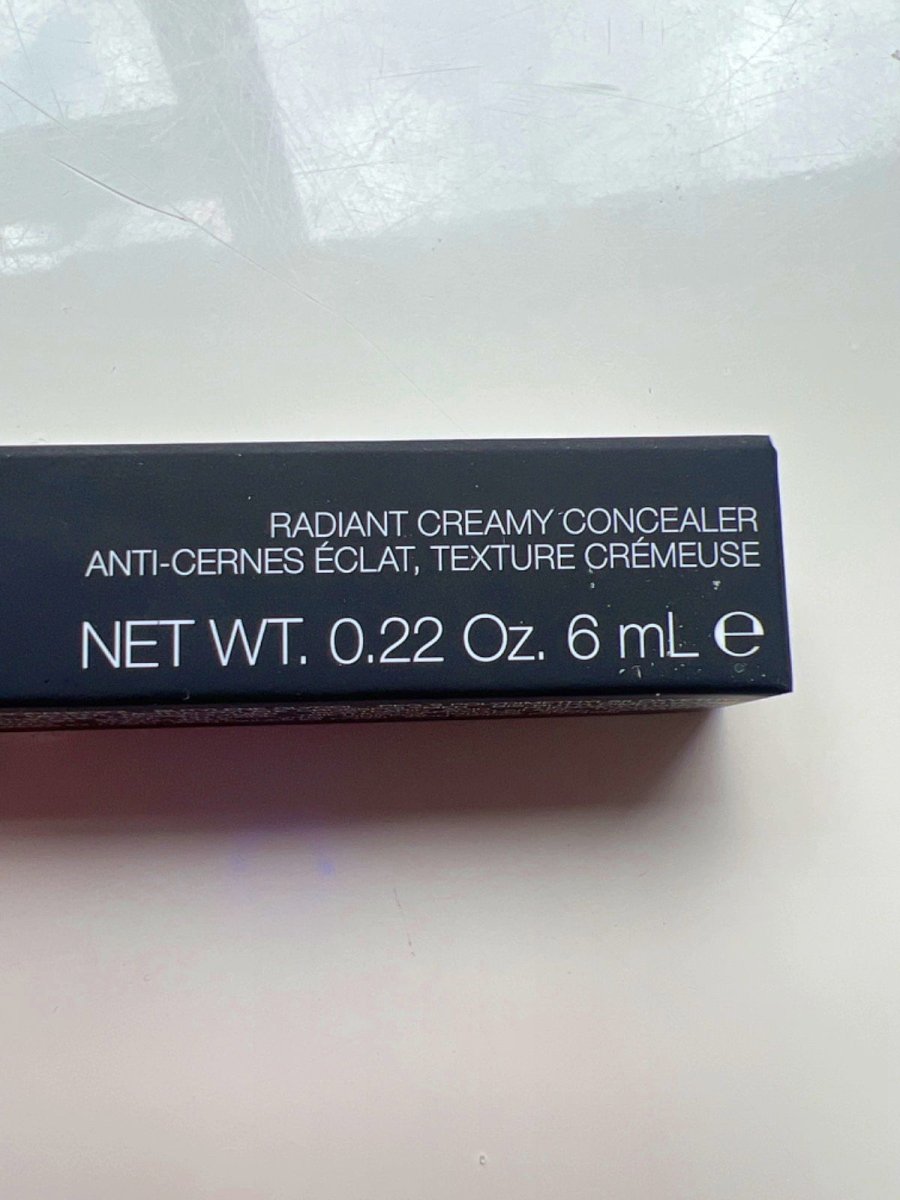 RADIANT CREAMY CONCEALER
ANTI-CERNES ÉCLAT, TEXTURE CRÉMEUSE
NET WT. 0.22 Oz. 6 mL ℮